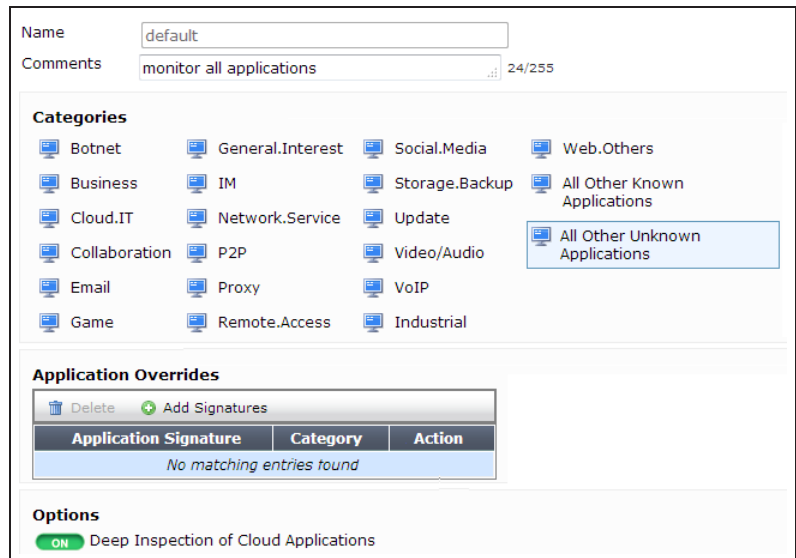 Name default
Comments monitor all applications 24/255
Categories
Botnet General.Interest Social.Media Web.Others
Business IM Storage.Backup All Other Known Applications
Cloud.IT Network.Service Update
All Other Unknown Applications
Collaboration P2P Video/Audio
Email Proxy VoIP
Game Remote.Access Industrial
Application Overrides
Delete Add Signatures
Application Signature Category Action
No matching entries found
Options
ON Deep Inspection of Cloud Applications